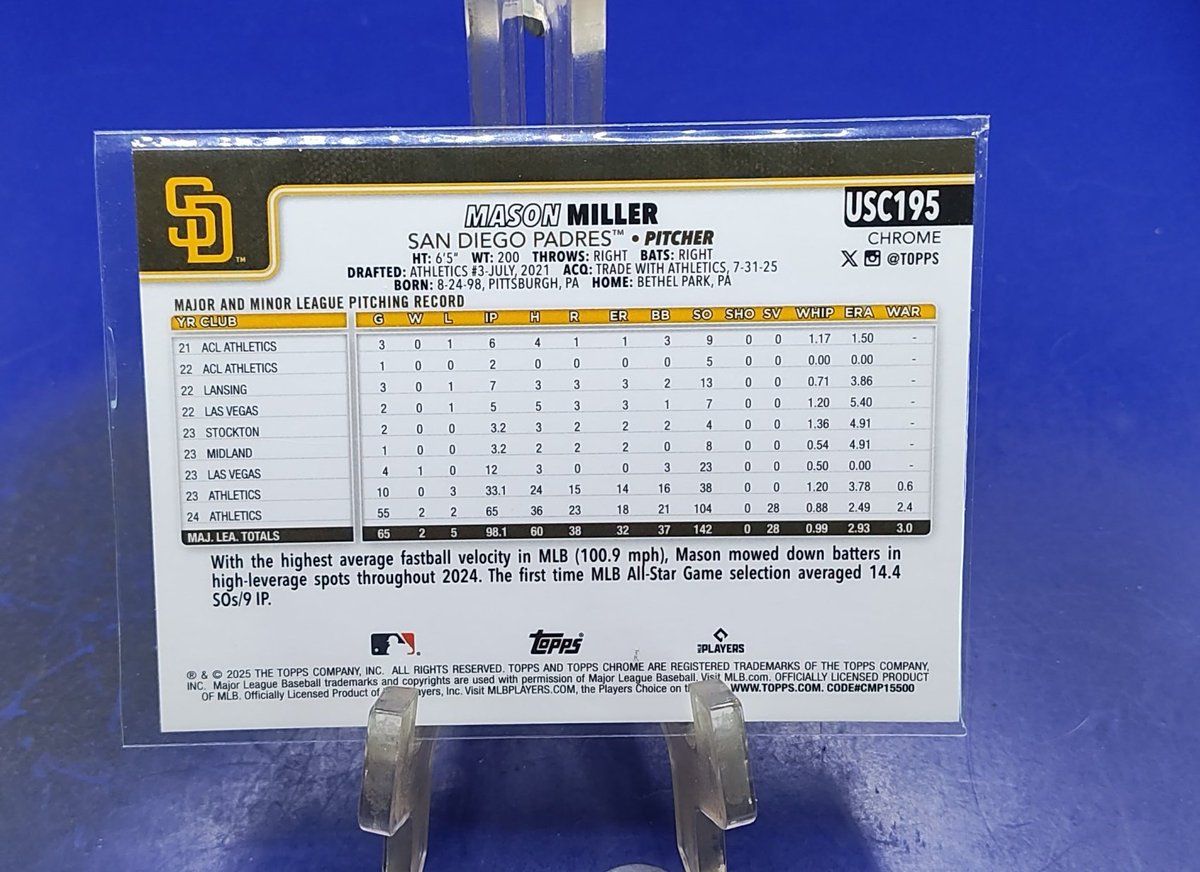 SD™
USC195
MASON MILLER
SAN DIEGO PADRES™ • PITCHER
CHROME
HT: 6'5" WT: 200 THROWS: RIGHT BATS: RIGHT
X @TOPPS
DRAFTED: ATHLETICS #3-JULY, 2021 ACQ: TRADE WITH ATHLETICS, 7-31-25
BORN: 8-24-98, PITTSBURGH, PA HOME: BETHEL PARK, PA
MAJOR AND MINOR LEAGUE PITCHING RECORD
YR CLUB G W L IP H R ER BB SO SHO SV WHIP ERA WAR
21 ACL ATHLETICS 3 0 1 6 4 1 1 3 9 0 0 1.17 1.50 -
22 ACL ATHLETICS 1 0 0 2 0 0 0 0 5 0 0 0.00 0.00 -
22 LANSING 3 0 1 7 3 3 3 2 13 0 0 0.71 3.86 -
22 LAS VEGAS 2 0 1 5 5 3 3 1 7 0 0 1.20 5.40 -
23 STOCKTON 2 0 0 3.2 3 2 2 2 4 0 0 1.36 4.91 -
23 MIDLAND 1 0 0 3.2 2 2 2 0 8 0 0 0.54 4.91 -
23 LAS VEGAS 4 1 0 12 3 0 0 3 23 0 0 0.50 0.00 -
23 ATHLETICS 10 0 3 33.1 24 15 14 16 38 0 0 1.20 3.78 0.6
24 ATHLETICS 55 2 2 65 36 23 18 21 104 0 28 0.88 2.49 2.4
MAJ. LEA. TOTALS 65 2 5 98.1 60 38 32 37 142 0 28 0.99 2.93 3.0
With the highest average fastball velocity in MLB (100.9 mph), Mason mowed down batters in
high-leverage spots throughout 2024. The first time MLB All-Star Game selection averaged 14.4
SOs/9 IP.
Topps
PLAYERS
® & © 2025 THE TOPPS COMPANY, INC. ALL RIGHTS RESERVED. TOPPS AND TOPPS CHROME ARE REGISTERED TRADEMARKS OF THE TOPPS COMPANY,
INC. Major League Baseball trademarks and copyrights are used with permission of Major League Baseball. Visit MLB.com. OFFICIALLY LICENSED PRODUCT
OF MLB. Officially Licensed Product of yers, Inc. Visit MLBPLAYERS.COM, the Players Choice on WWW.TOPPS.COM. CODE#CMP15500